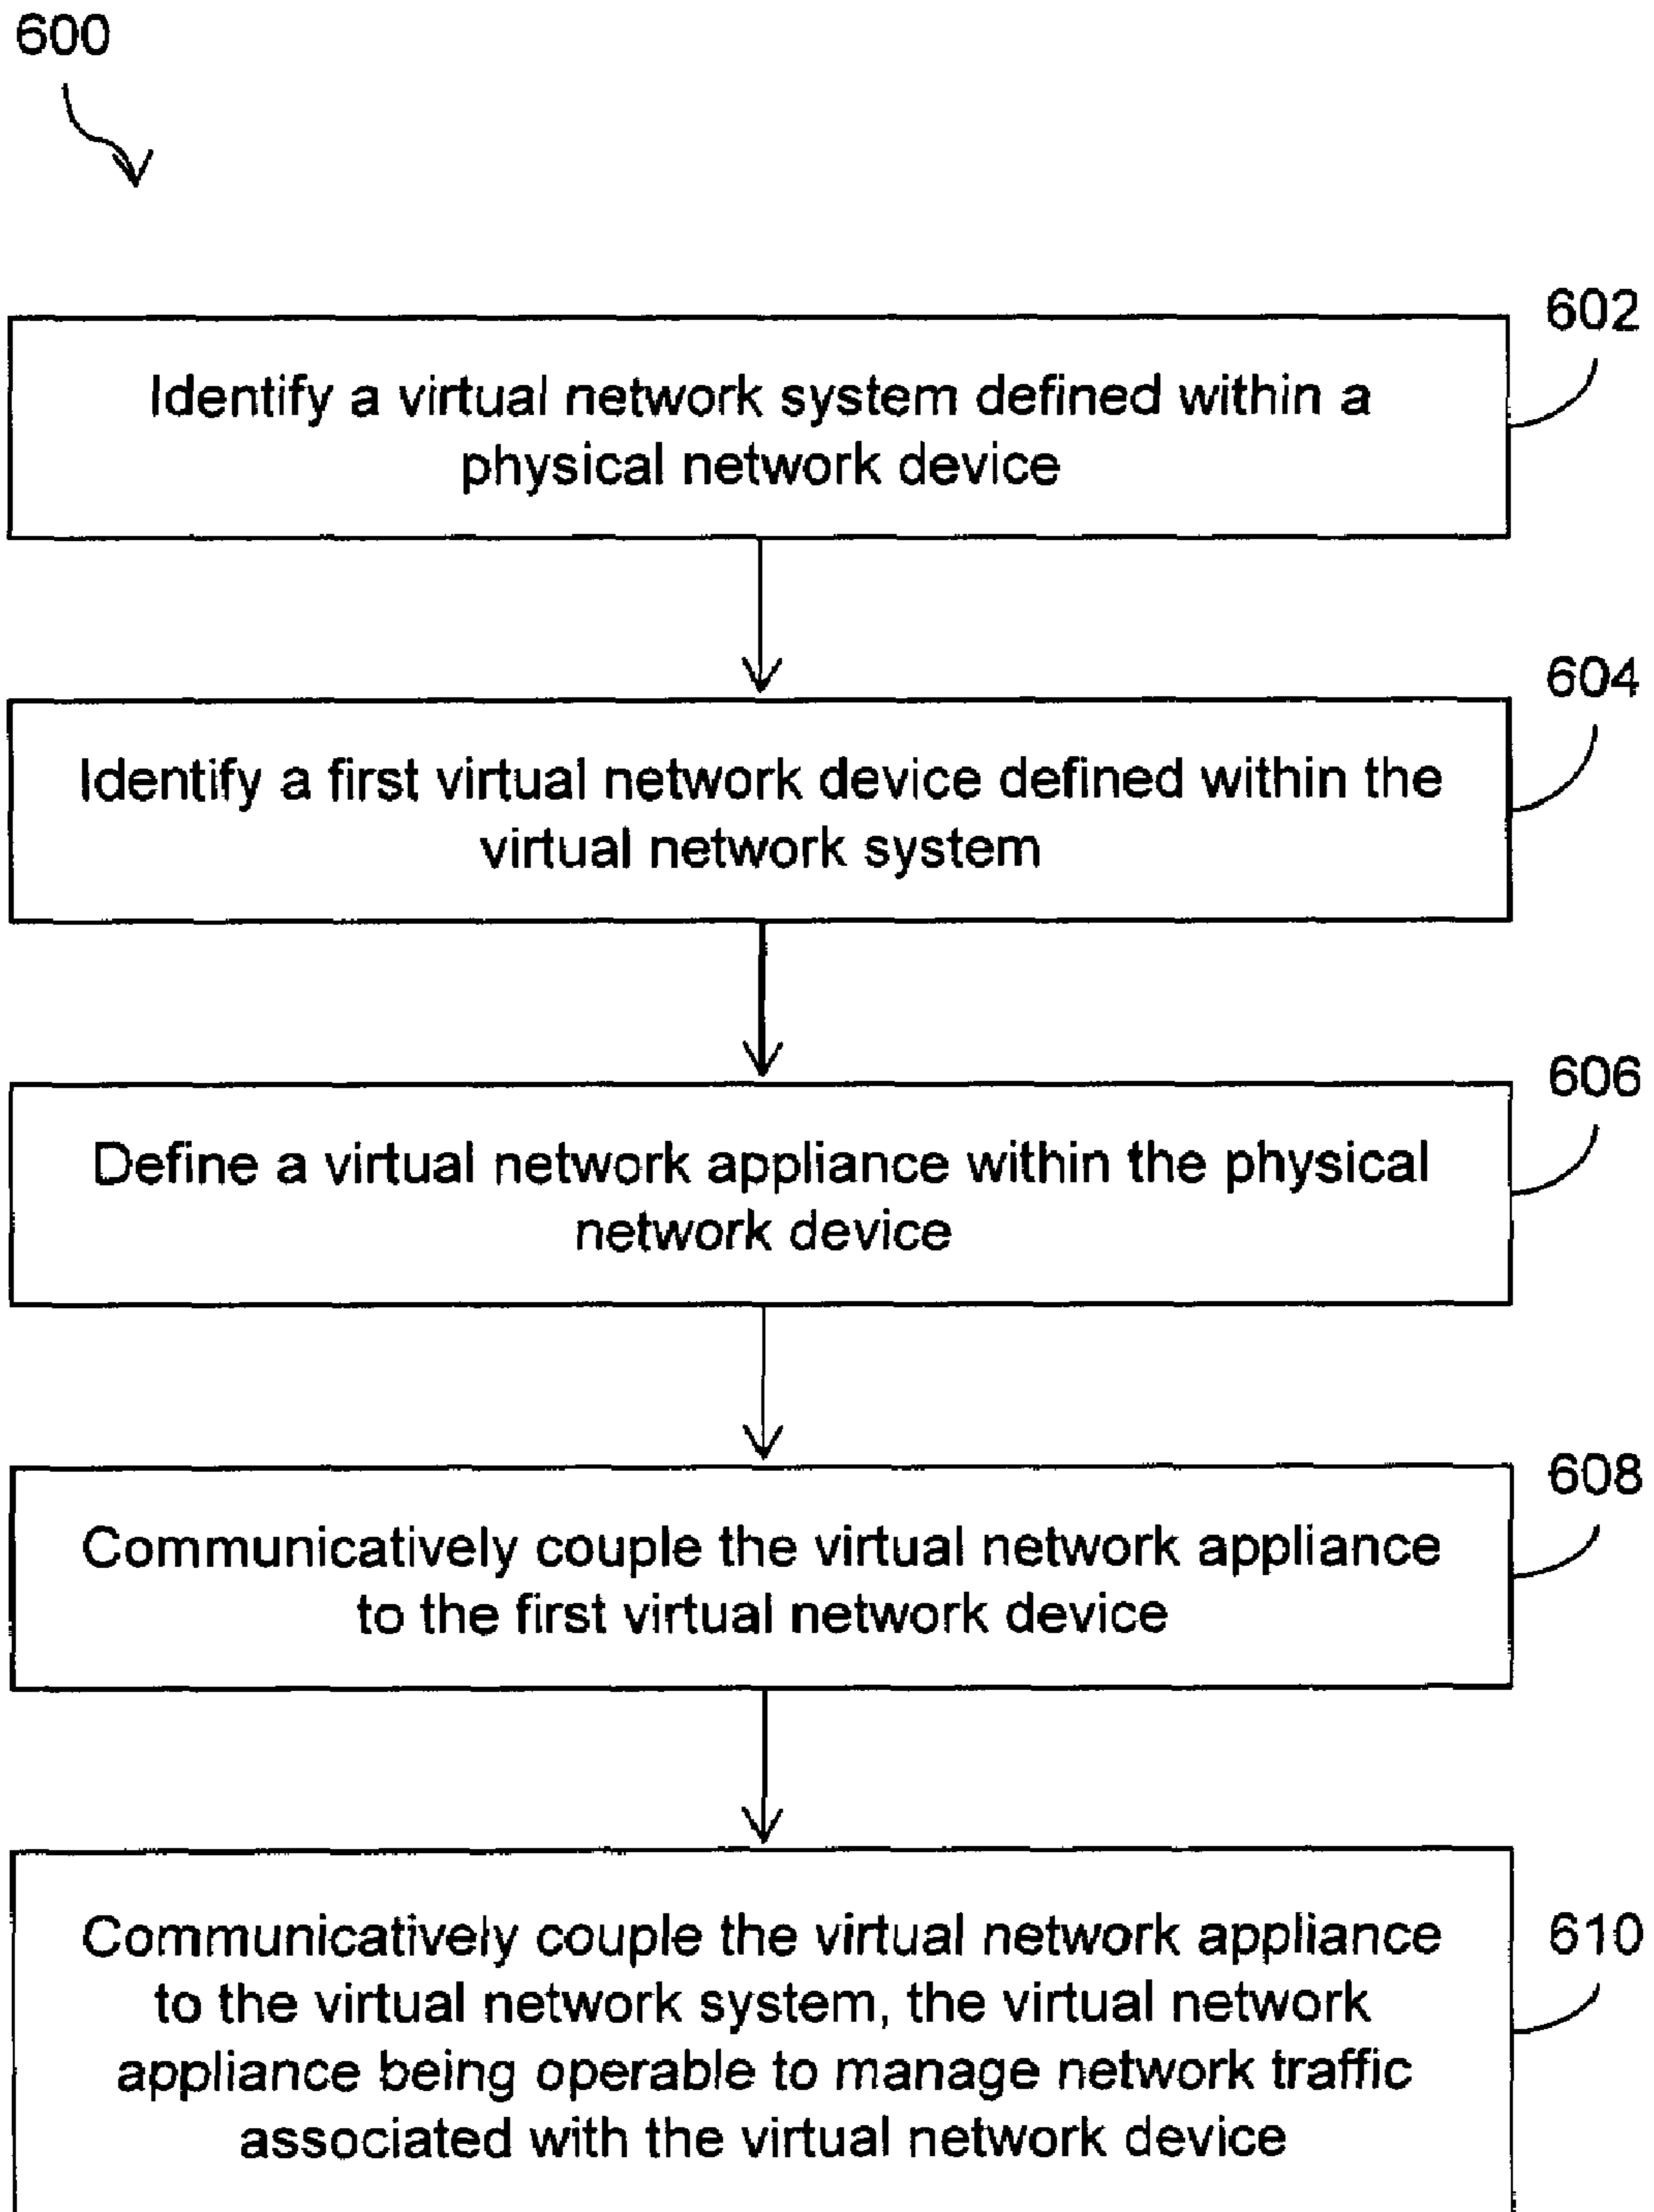 600
602
Identify a virtual network system defined within a
physical network device
604
Identify a first virtual network device defined within the
virtual network system
606
Define a virtual network appliance within the physical
network device
608
Communicatively couple the virtual network appliance
to the first virtual network device
610
Communicatively couple the virtual network appliance
to the virtual network system, the virtual network
appliance being operable to manage network traffic
associated with the virtual network device